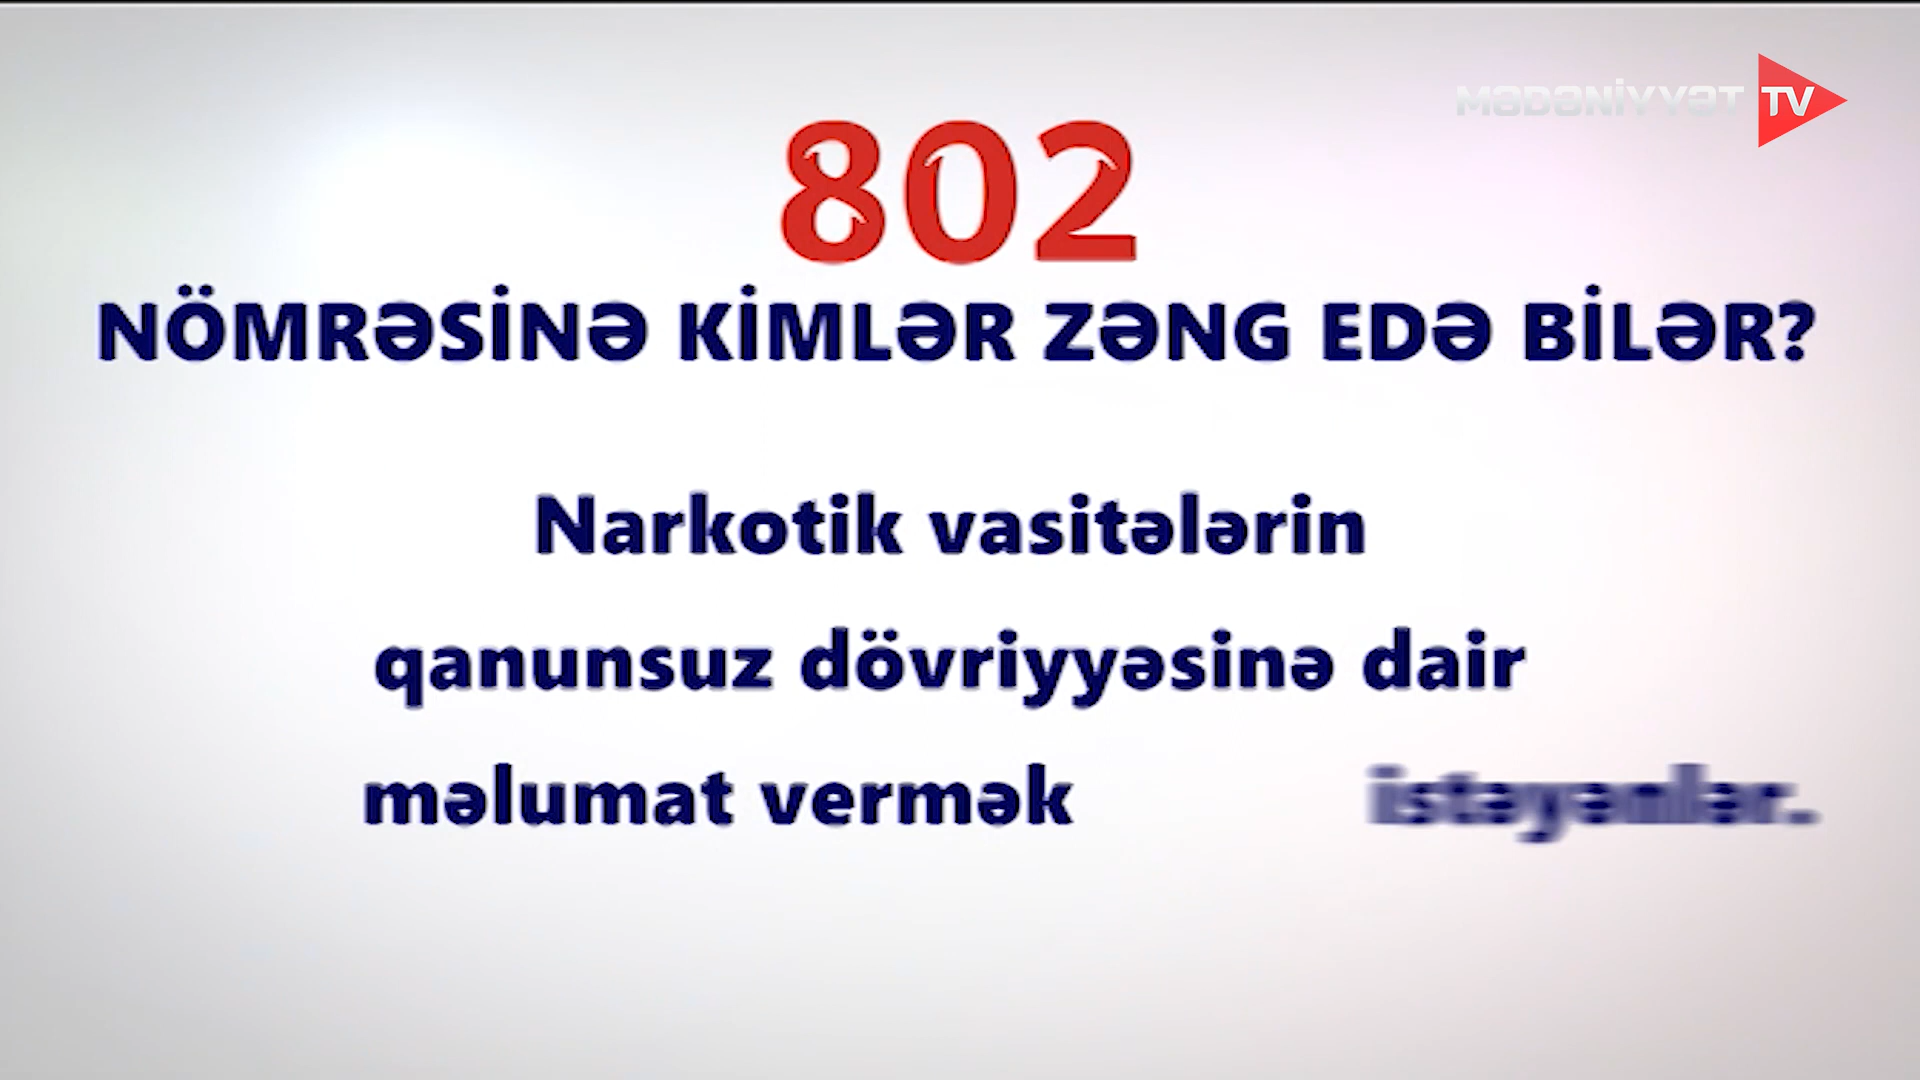 MƏDƏNİYYƏT TV
802
NÖMRƏSİNƏ KİMLƏR ZƏNG EDƏ BİLƏR?
Narkotik vasitələrin
qanunsuz dövriyyəsinə dair
məlumat vermək istəyənlər.